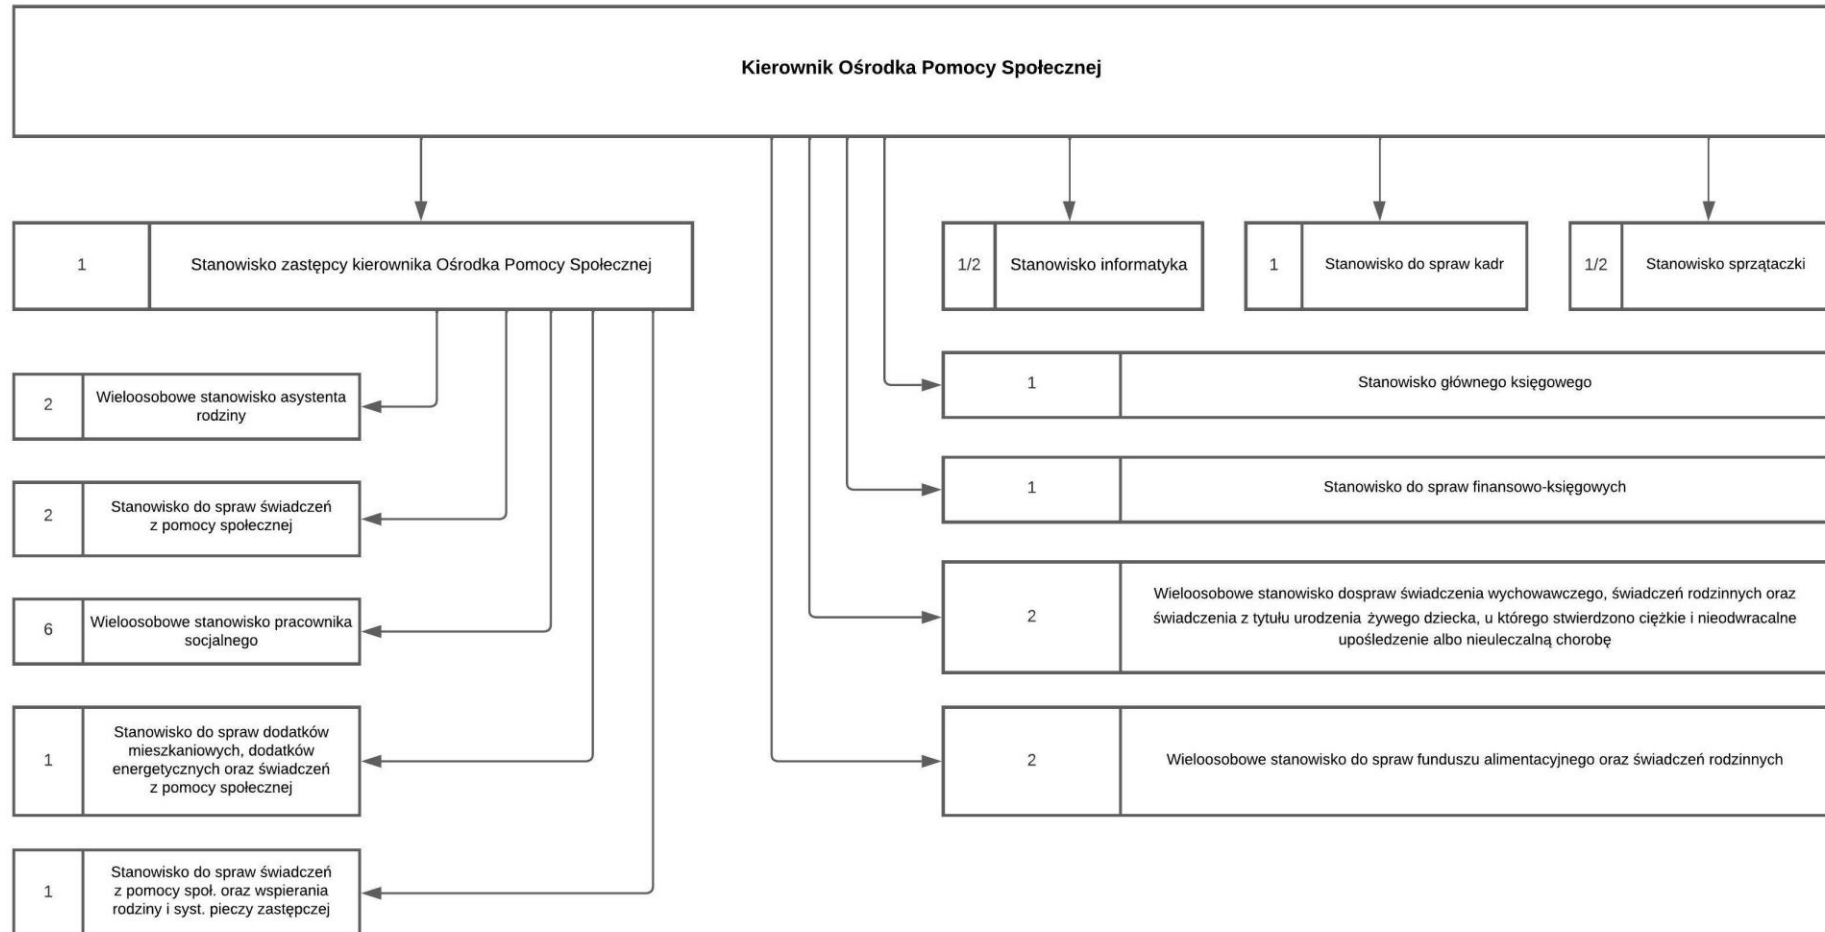 Kierownik Ośrodka Pomocy Społecznej
1
Stanowisko zastępcy kierownika Ośrodka Pomocy Społecznej
1/2
Stanowisko informatyka
1
Stanowisko do spraw kadr
1/2
Stanowisko sprzątaczki
2
Wieloosobowe stanowisko asystenta
rodziny
2
Stanowisko do spraw świadczeń
z pomocy społecznej
6
Wieloosobowe stanowisko pracownika
socjalnego
1
Stanowisko do spraw dodatków
mieszkaniowych, dodatków
energetycznych oraz świadczeń
z pomocy społecznej
1
Stanowisko do spraw świadczeń
z pomocy społ. oraz wspierania
rodziny i syst. pieczy zastępczej
1
Stanowisko głównego księgowego
1
Stanowisko do spraw finansowo-księgowych
2
Wieloosobowe stanowisko dospraw świadczenia wychowawczego, świadczeń rodzinnych oraz
świadczenia z tytułu urodzenia żywego dziecka, u którego stwierdzono ciężkie i nieodwracalne
upośledzenie albo nieuleczalną chorobę
2
Wieloosobowe stanowisko do spraw funduszu alimentacyjnego oraz świadczeń rodzinnych